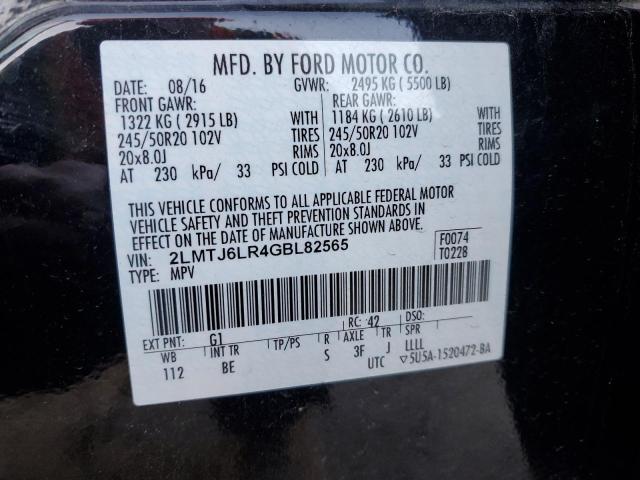 MFD. BY FORD MOTOR CO.
DATE: 08/16 GVWR: 2495 KG ( 5500 LB)
FRONT GAWR: REAR GAWR:
1322 KG ( 2915 LB) WITH 1184 KG ( 2610 LB) WITH
245/50R20 102V TIRES 245/50R20 102V TIRES
20x8.0J RIMS 20x8.0J RIMS
AT 230 kPa/ 33 PSI COLD AT 230 kPa/ 33 PSI COLD
THIS VEHICLE CONFORMS TO ALL APPLICABLE FEDERAL MOTOR
VEHICLE SAFETY AND THEFT PREVENTION STANDARDS IN
EFFECT ON THE DATE OF MANUFACTURE SHOWN ABOVE.
VIN: 2LMTJ6LR4GBL82565 F0074
TYPE: MPV T0228
EXT PNT: G1 RC: 42 DSO:
WB INT TR TP/PS R AXLE TR SPR
112 BE S 3F J LLLL
UTC ▽5U5A-1520472-BA